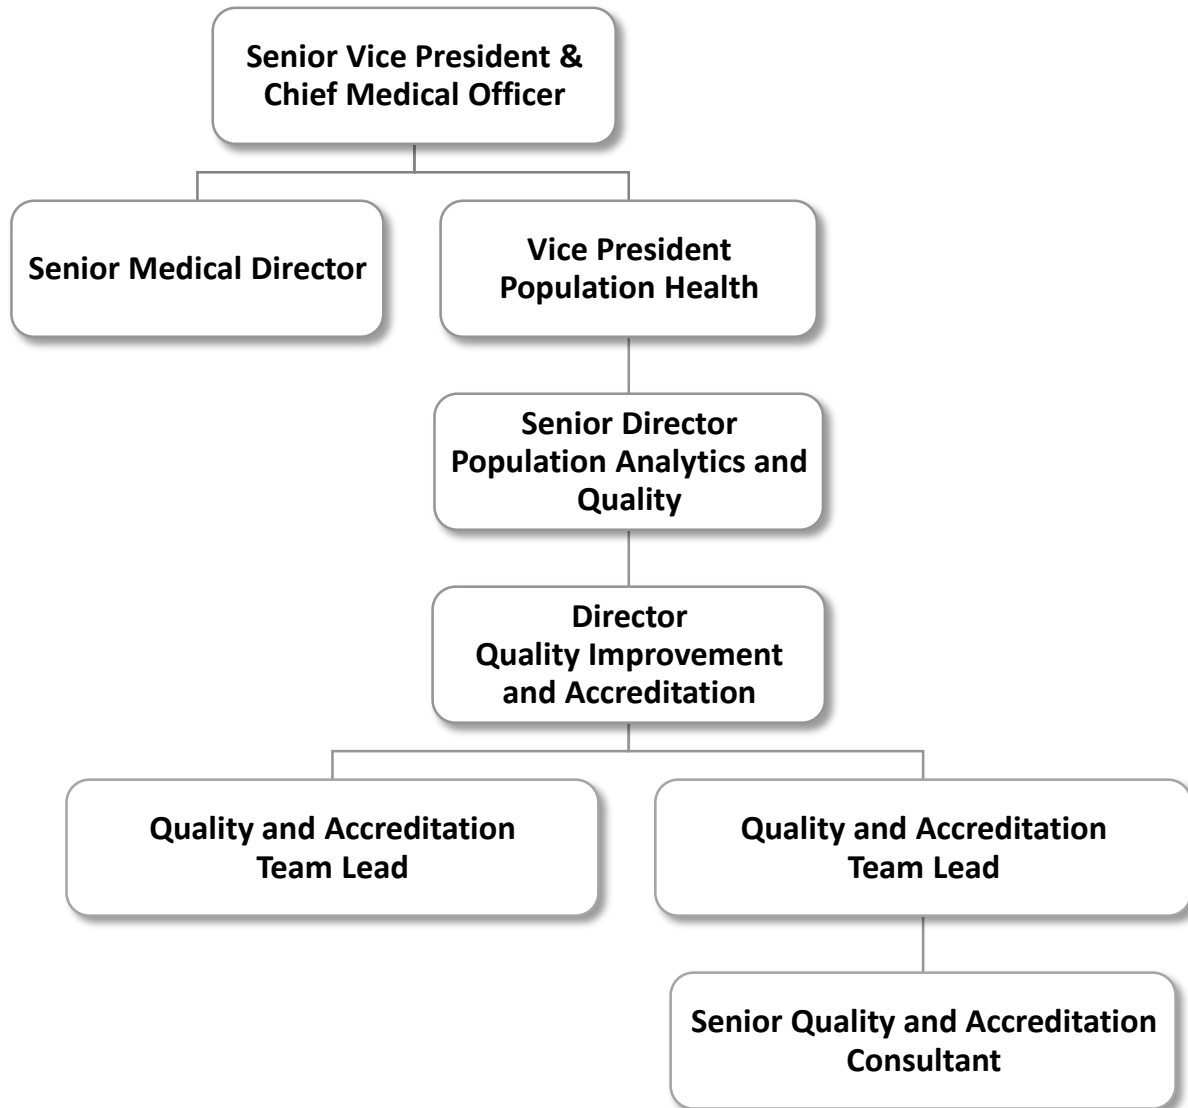 Senior Vice President &
Chief Medical Officer
Senior Medical Director
Vice President
Population Health
Senior Director
Population Analytics and
Quality
Director
Quality Improvement
and Accreditation
Quality and Accreditation
Team Lead
Quality and Accreditation
Team Lead
Senior Quality and Accreditation
Consultant